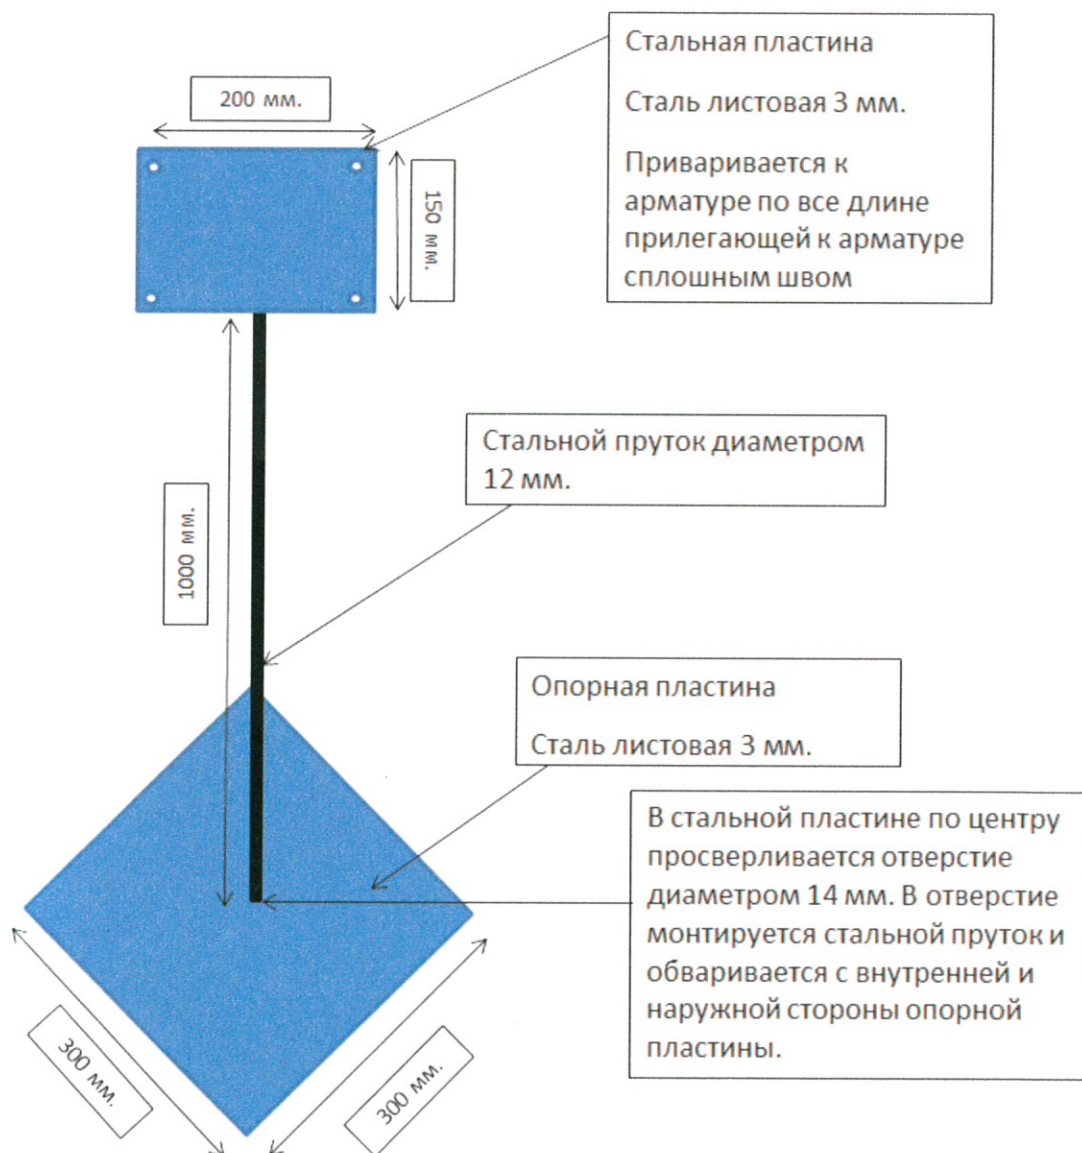 200 мм.
150 мм.
Стальная пластина
Сталь листовая 3 мм.
Приваривается к
арматуре по все длине
прилегающей к арматуре
сплошным швом
Стальной пруток диаметром
12 мм.
1000 мм.
Опорная пластина
Сталь листовая 3 мм.
В стальной пластине по центру
просверливается отверстие
диаметром 14 мм. В отверстие
монтируется стальной пруток и
обваривается с внутренней и
наружной стороны опорной
пластины.
300 мм.
300 мм.